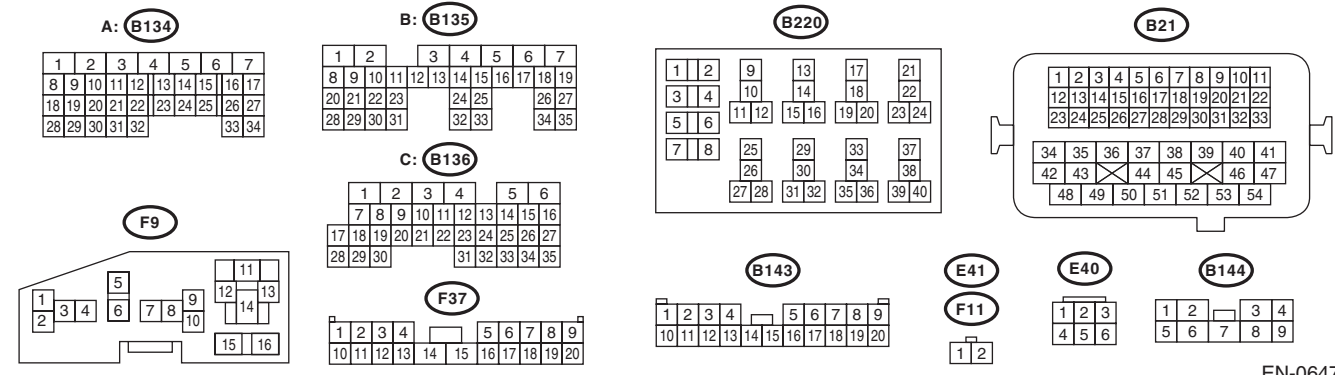 A: B134
1 2 3 4 5 6 7
8 9 10 11 12 13 14 15 16 17
18 19 20 21 22 23 24 25 26 27
28 29 30 31 32 33 34
B: B135
1 2 3 4 5 6 7
8 9 10 11 12 13 14 15 16 17 18 19
20 21 22 23 24 25 26 27
28 29 30 31 32 33 34 35
C: B136
1 2 3 4 5 6
7 8 9 10 11 12 13 14 15 16
17 18 19 20 21 22 23 24 25 26 27
28 29 30 31 32 33 34 35
F9
1 2 3 4 5 6 7 8 9 10
11
12 13
14
15 16
F37
1 2 3 4 5 6 7 8 9
10 11 12 13 14 15 16 17 18 19 20
B220
1 2 9 13 17 21
3 4 10 14 18 22
11 12 15 16 19 20 23 24
5 6
7 8 25 29 33 37
26 30 34 38
27 28 31 32 35 36 39 40
B21
1 2 3 4 5 6 7 8 9 10 11
12 13 14 15 16 17 18 19 20 21 22
23 24 25 26 27 28 29 30 31 32 33
34 35 36 37 38 39 40 41
42 43 44 45 46 47
48 49 50 51 52 53 54
B143
1 2 3 4 5 6 7 8 9
10 11 12 13 14 15 16 17 18 19 20
E41
F11
1 2
E40
1 2 3
4 5 6
B144
1 2 3 4
5 6 7 8 9
EN-0647